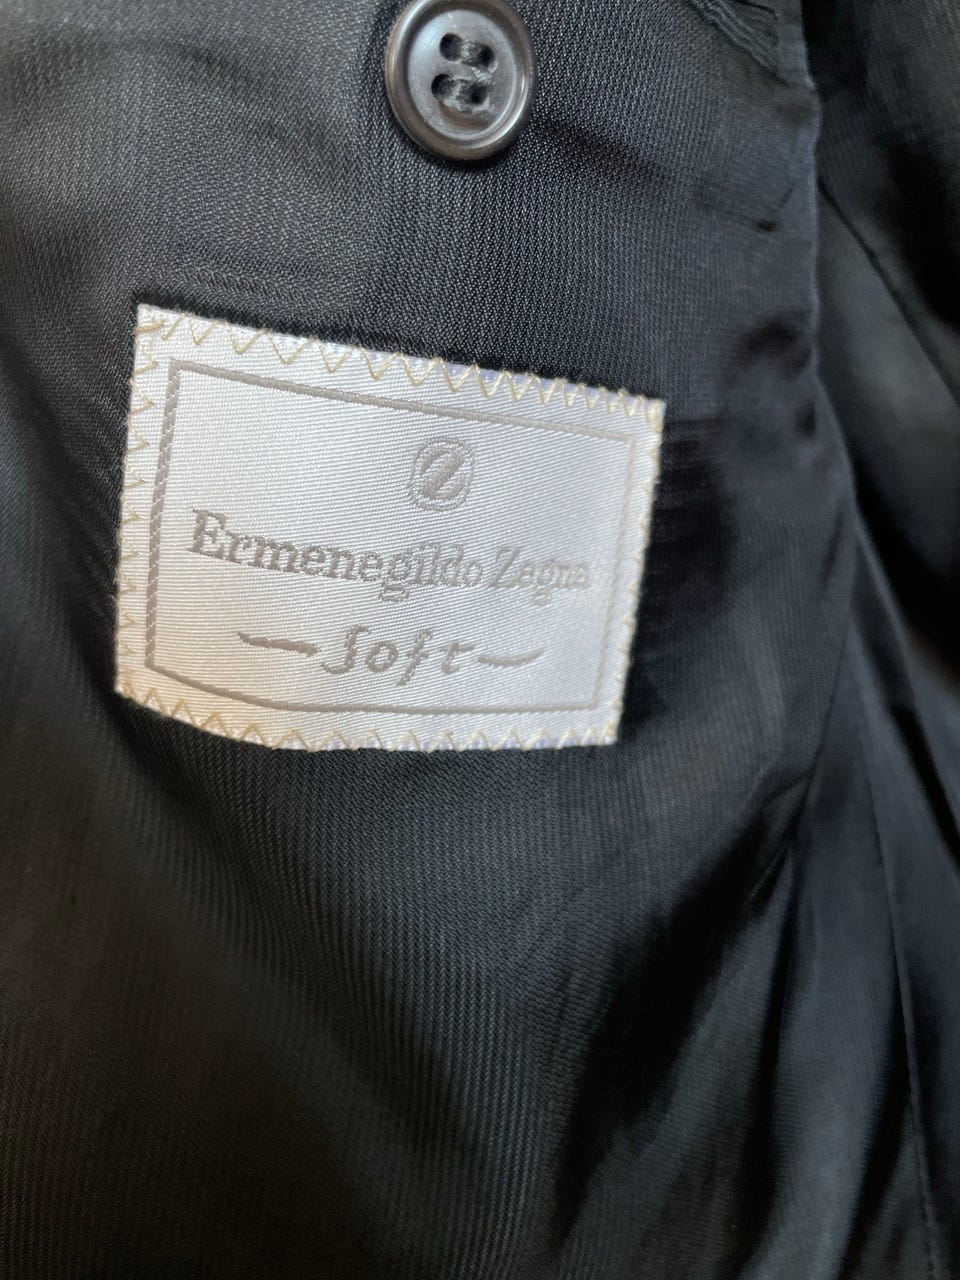 Z
Ermenegildo Zegna
— Soft —